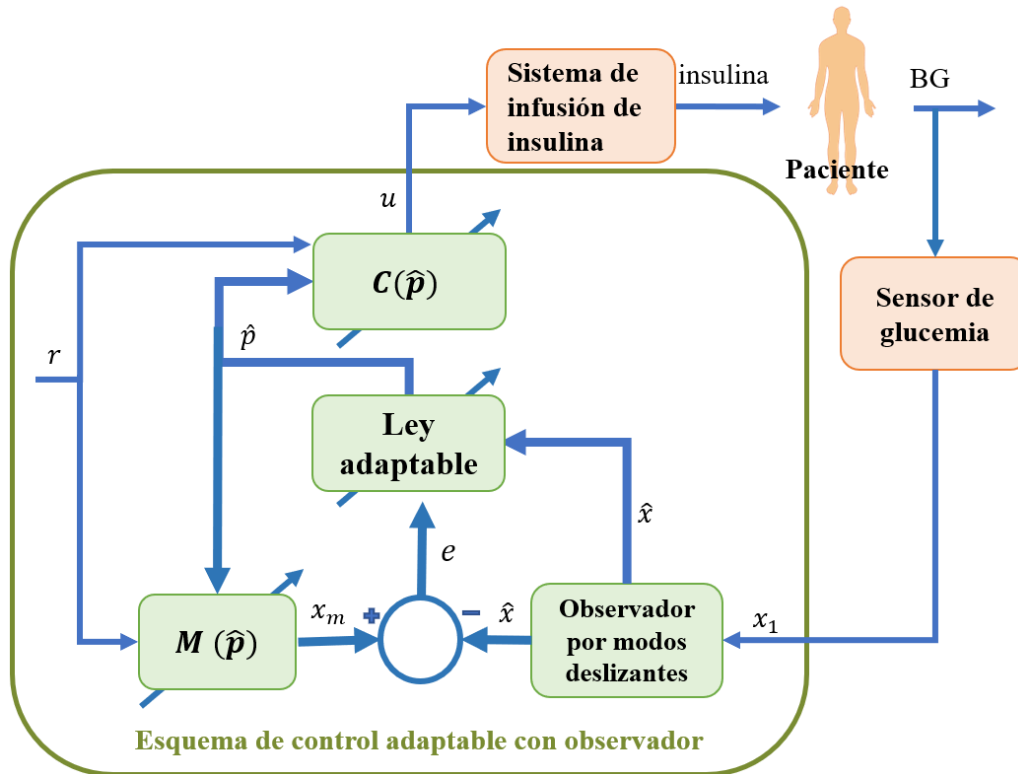 Sistema de
infusión de
insulina
insulina
BG
Paciente
u
C(p̂)
Sensor de
glucemia
r
p̂
Ley
adaptable
x̂
e
M (p̂)
x_m
+
−
x̂
Observador
por modos
deslizantes
x₁
Esquema de control adaptable con observador